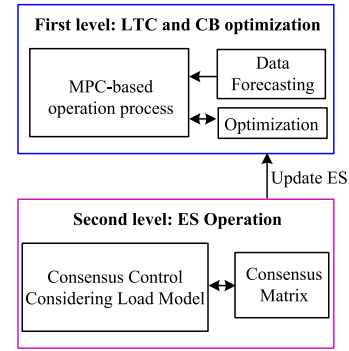 First level: LTC and CB optimization
MPC-based
operation process
Data
Forecasting
Optimization
Update ES
Second level: ES Operation
Consensus Control
Considering Load Model
Consensus
Matrix